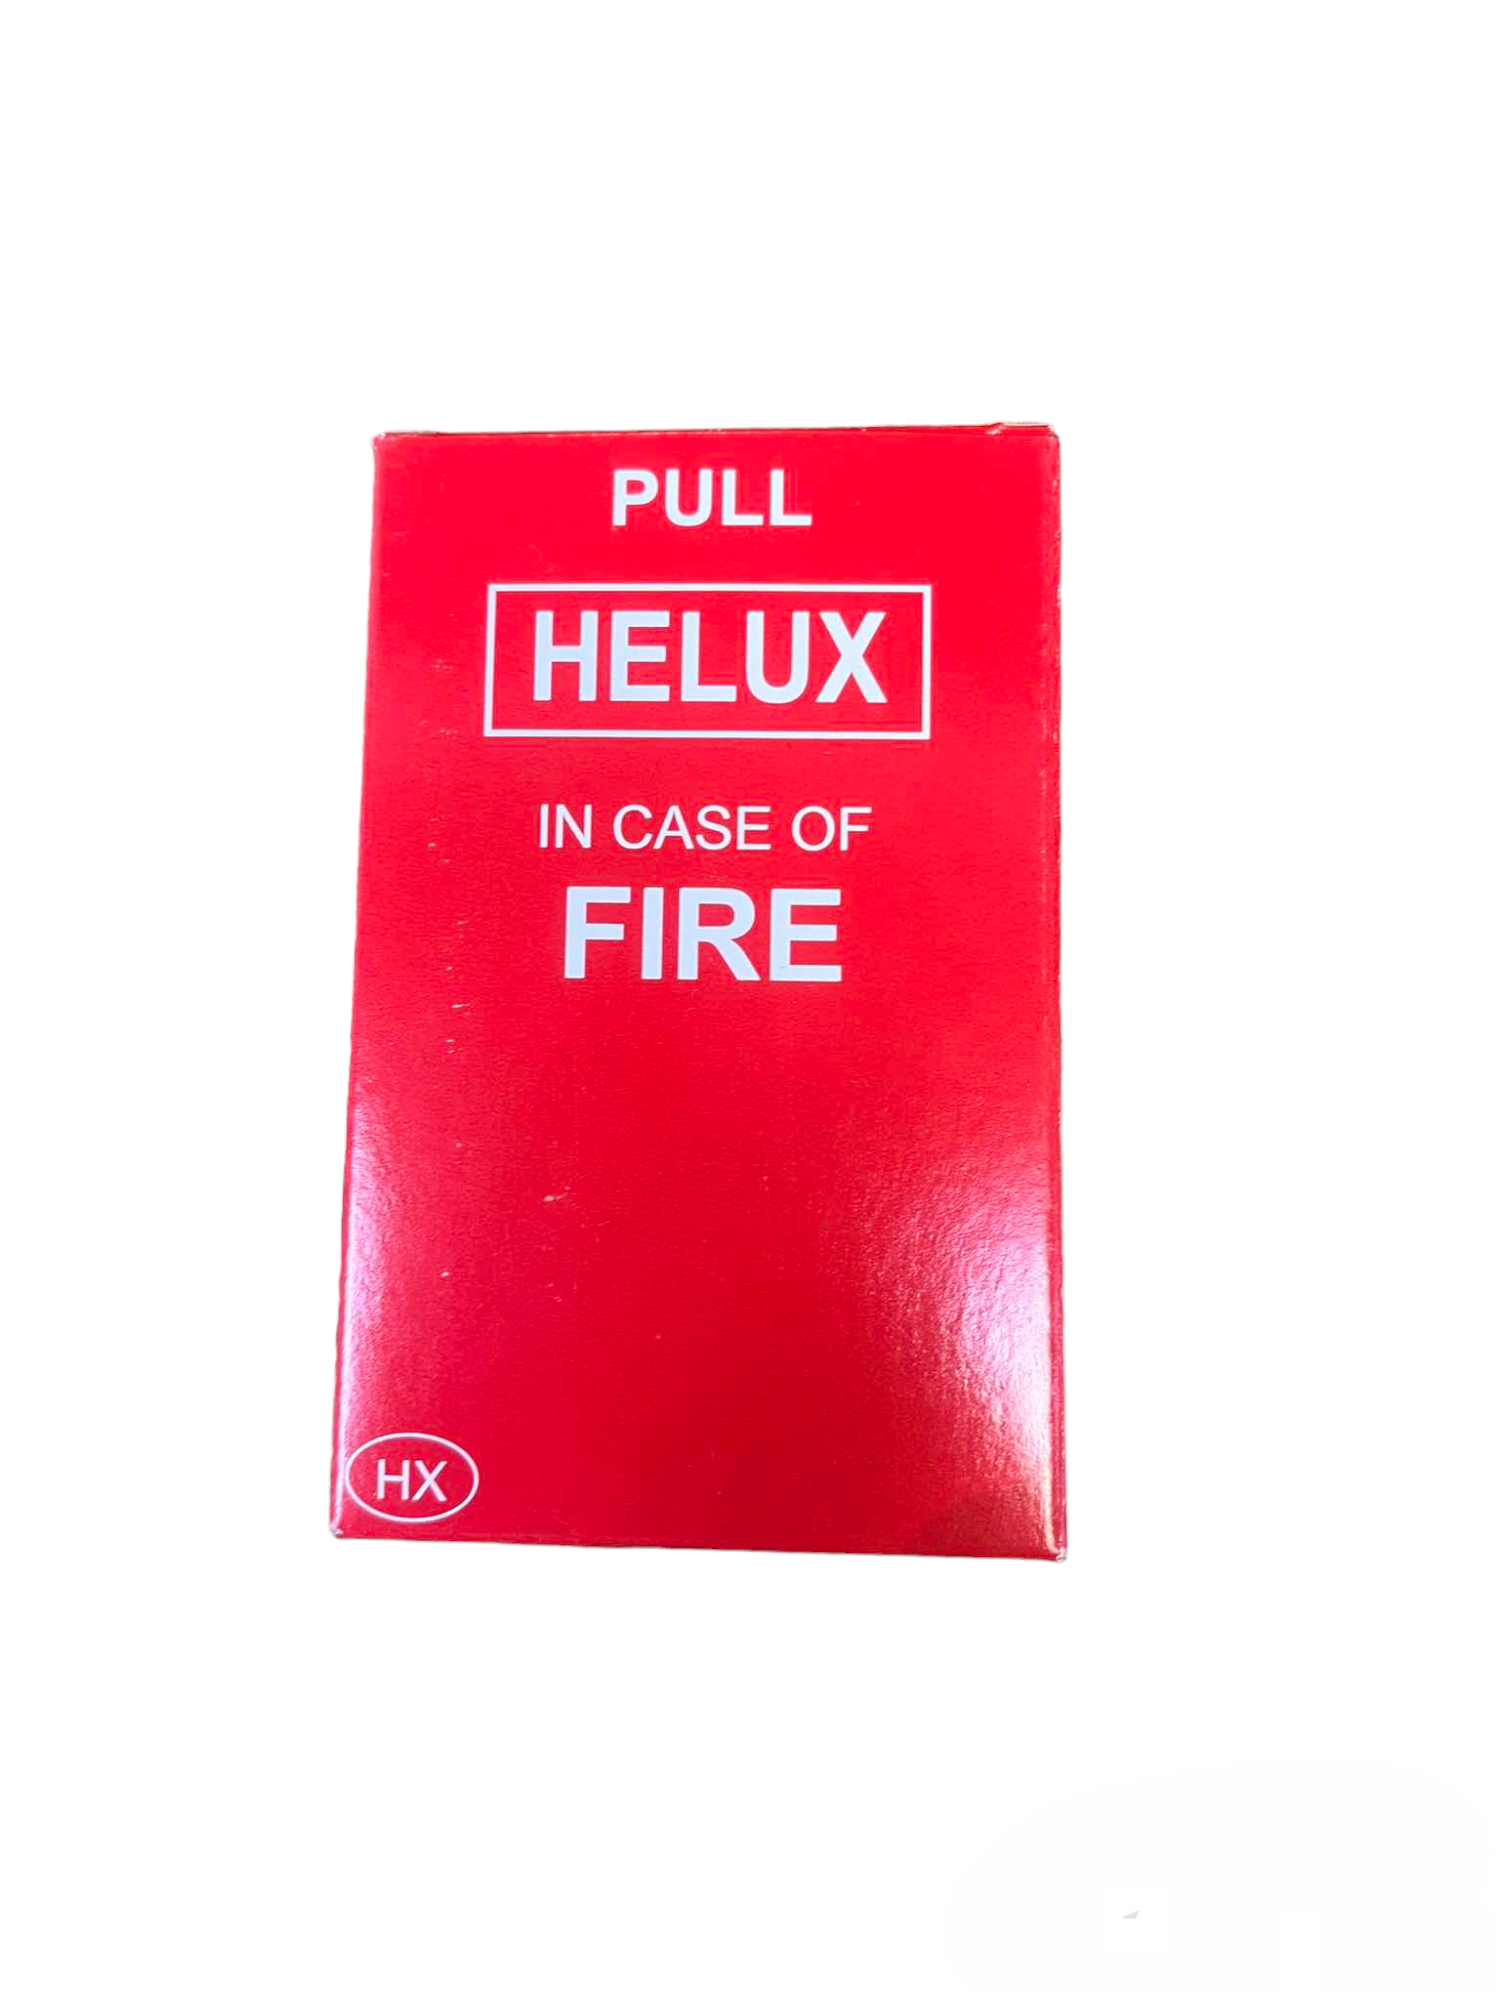 PULL
HELUX
IN CASE OF
FIRE
HX